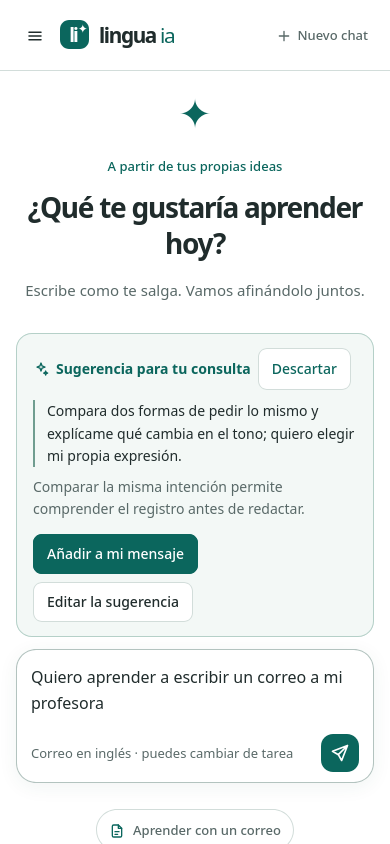 li lingua ia
Nuevo chat
A partir de tus propias ideas
¿Qué te gustaría aprender
hoy?
Escribe como te salga. Vamos afinándolo juntos.
Sugerencia para tu consulta
Descartar
Compara dos formas de pedir lo mismo y
explícame qué cambia en el tono; quiero elegir
mi propia expresión.
Comparar la misma intención permite
comprender el registro antes de redactar.
Añadir a mi mensaje
Editar la sugerencia
Quiero aprender a escribir un correo a mi
profesora
Correo en inglés · puedes cambiar de tarea
Aprender con un correo